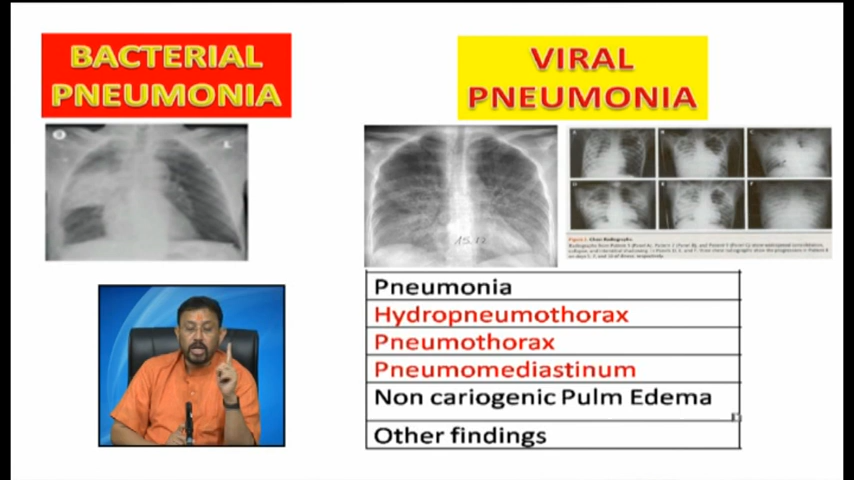 BACTERIAL
PNEUMONIA
VIRAL
PNEUMONIA
15.12
Pneumonia
Hydropneumothorax
Pneumothorax
Pneumomediastinum
Non cariogenic Pulm Edema
Other findings